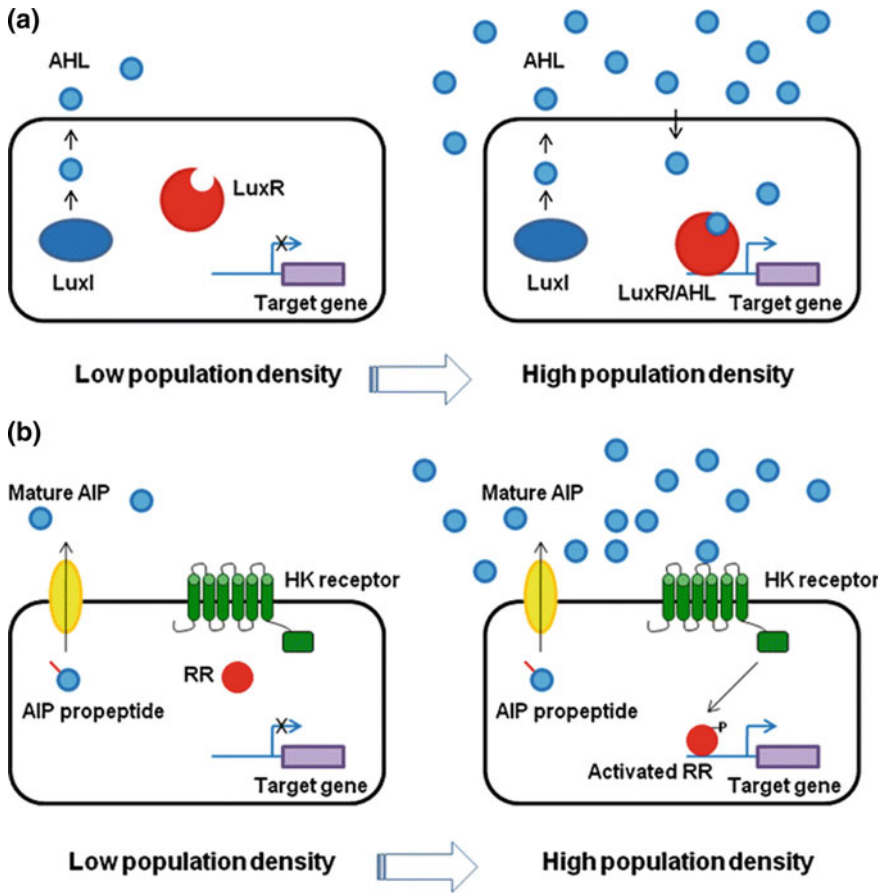 (a)
AHL
LuxR
LuxI
Target gene
Low population density
AHL
LuxI
LuxR/AHL
Target gene
High population density
(b)
Mature AIP
HK receptor
RR
AIP propeptide
Target gene
Low population density
Mature AIP
HK receptor
AIP propeptide
P
Activated RR
Target gene
High population density